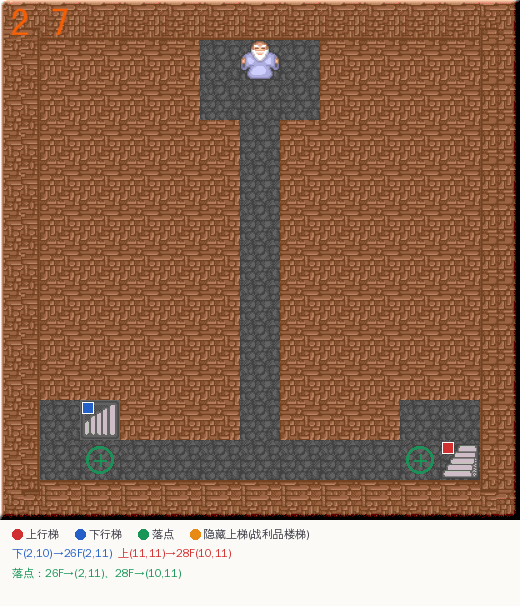 27
上行梯 下行梯 落点 隐藏上梯(战利品楼梯)
下(2,10)→26F(2,11) 上(11,11)→28F(10,11)
落点：26F→(2,11), 28F→(10,11)